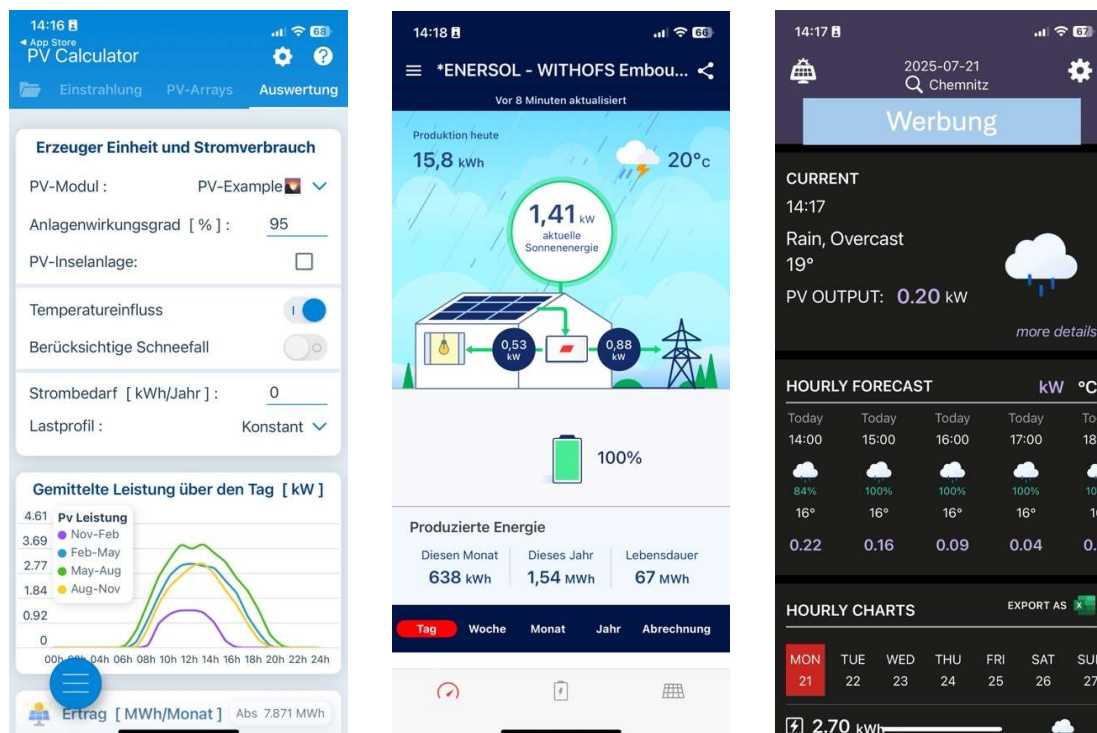 14:16
68
◄ App Store
PV Calculator
?
Einstrahlung PV-Arrays Auswertung
Erzeuger Einheit und Stromverbrauch
PV-Modul : PV-Example
Anlagenwirkungsgrad [ % ] : 95
PV-Inselanlage:
Temperatureinfluss
Berücksichtige Schneefall
Strombedarf [ kWh/Jahr ] : 0
Lastprofil : Konstant
Gemittelte Leistung über den Tag [ kW ]
4.61
3.69
2.77
1.84
0.92
0
Pv Leistung
Nov-Feb
Feb-May
May-Aug
Aug-Nov
00h 04h 06h 08h 10h 12h 14h 16h 18h 20h 22h 24h
Ertrag [ MWh/Monat ] Abs 7.871 MWh
14:18
66
*ENERSOL - WITHOFS Embou...
Vor 8 Minuten aktualisiert
Produktion heute
15,8 kWh
20°c
1,41 kW
aktuelle
Sonnenenergie
0,53
kW
0,88
kW
100%
Produzierte Energie
Diesen Monat Dieses Jahr Lebensdauer
638 kWh 1,54 MWh 67 MWh
Tag Woche Monat Jahr Abrechnung
14:17
67
2025-07-21
Chemnitz
Werbung
CURRENT
14:17
Rain, Overcast
19°
PV OUTPUT: 0.20 kW
more details
HOURLY FORECAST kW °C
Today Today Today Today
14:00 15:00 16:00 17:00 18
84% 100% 100% 100%
16° 16° 16° 16°
0.22 0.16 0.09 0.04 0.
HOURLY CHARTS EXPORT AS
MON TUE WED THU FRI SAT SUN
21 22 23 24 25 26 27
2.70 kWh